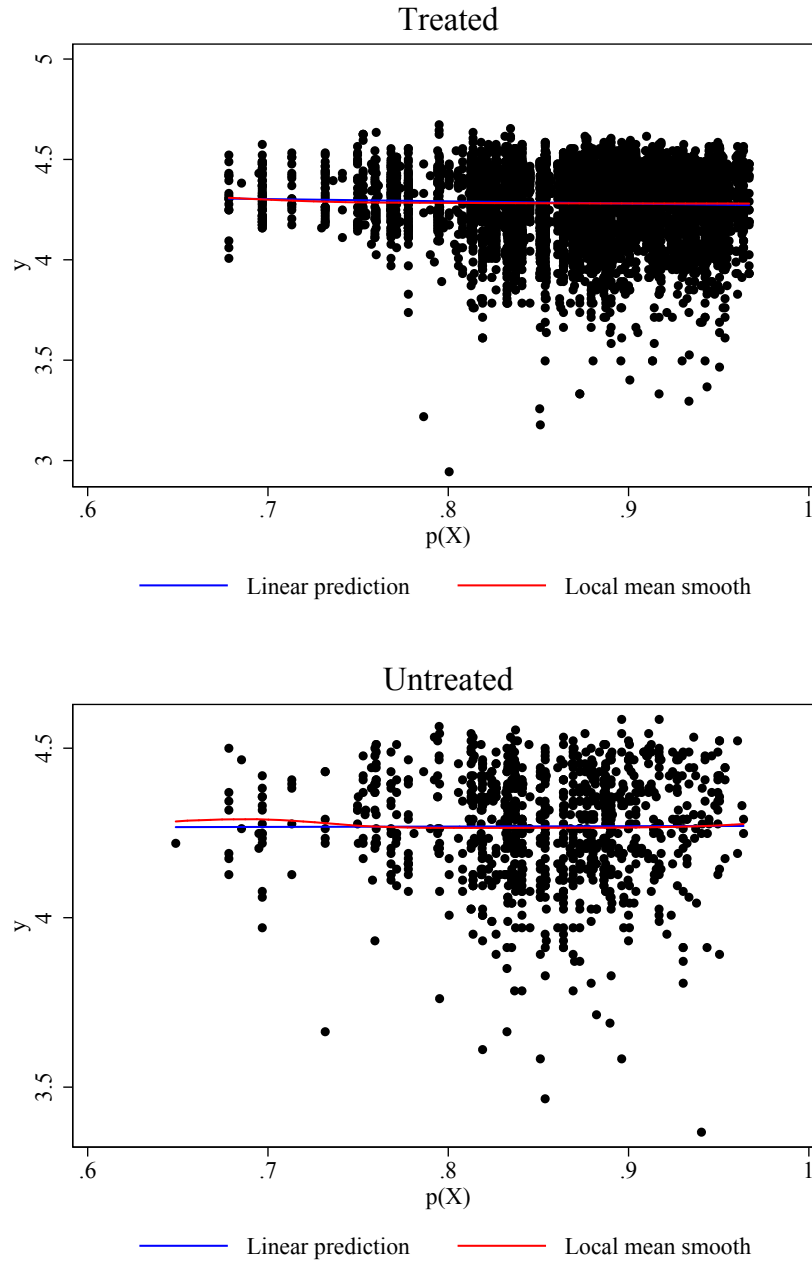 Treated
5
4.5
4
3.5
3
y
.6 .7 .8 .9 1
p(X)
Linear prediction Local mean smooth
Untreated
4.5
4
3.5
y
.6 .7 .8 .9 1
p(X)
Linear prediction Local mean smooth